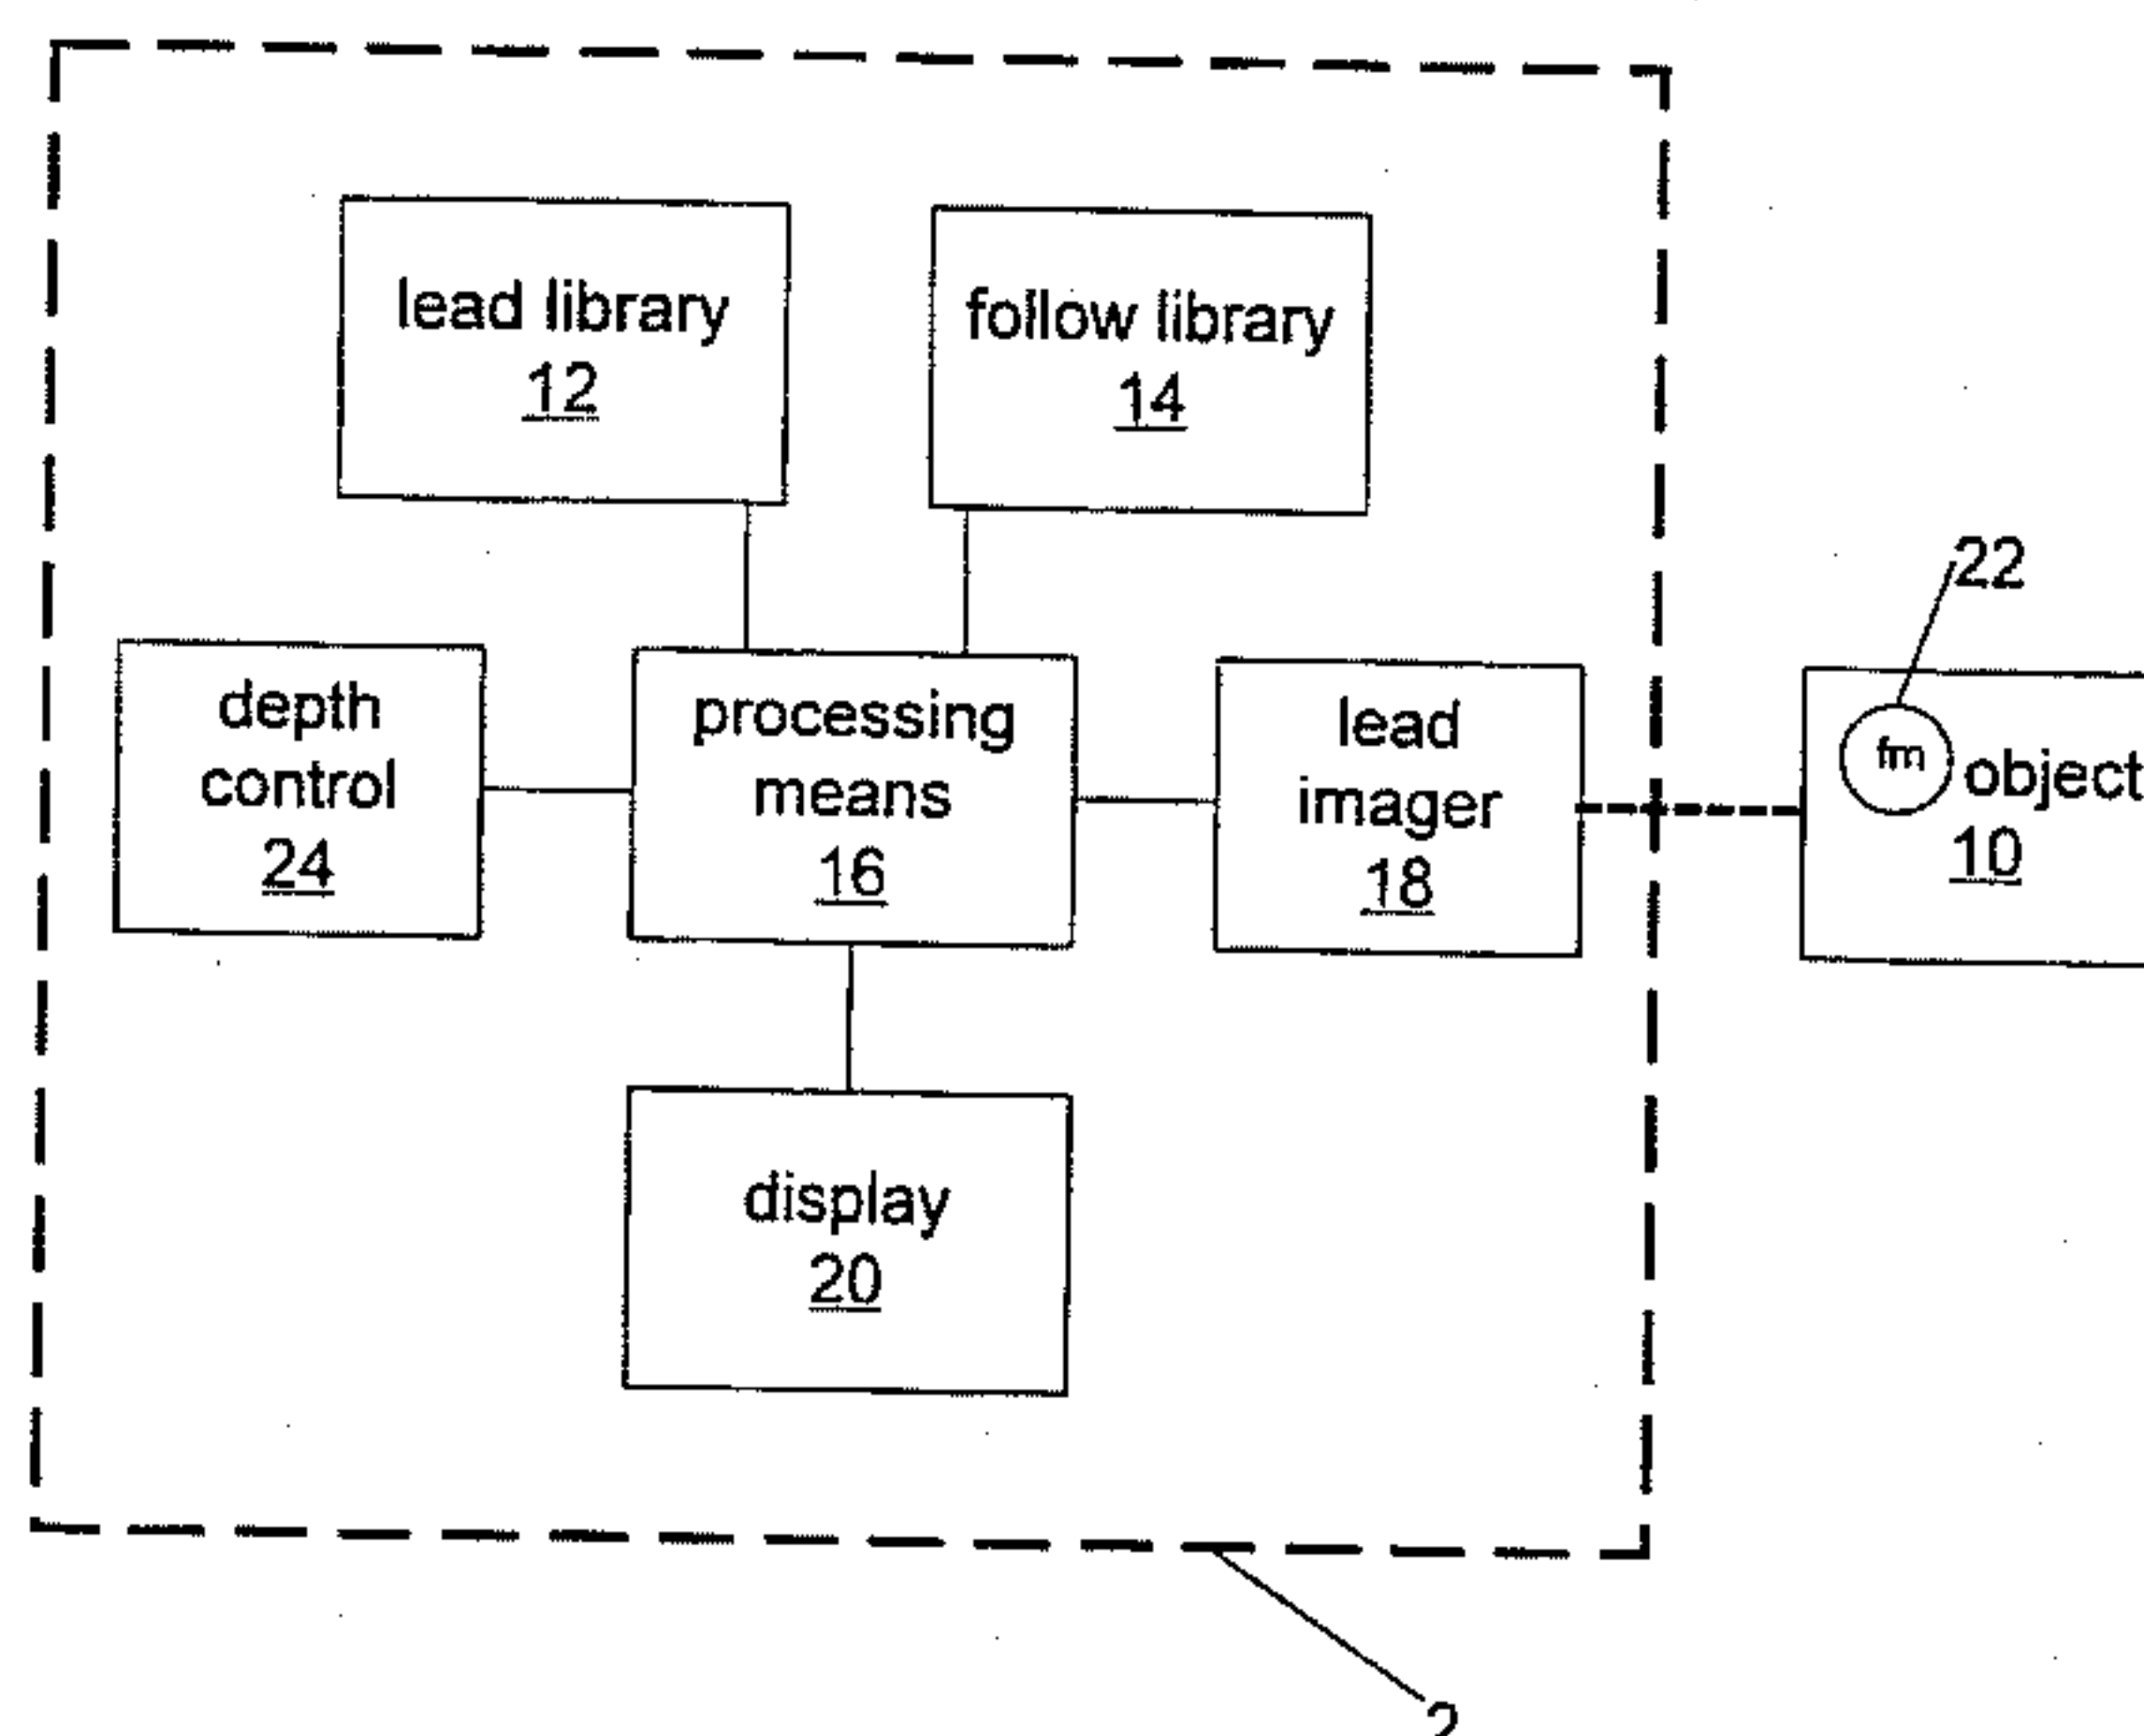 lead library
12
follow library
14
22
depth
control
24
processing
means
16
lead
imager
18
fm
object
10
display
20
2